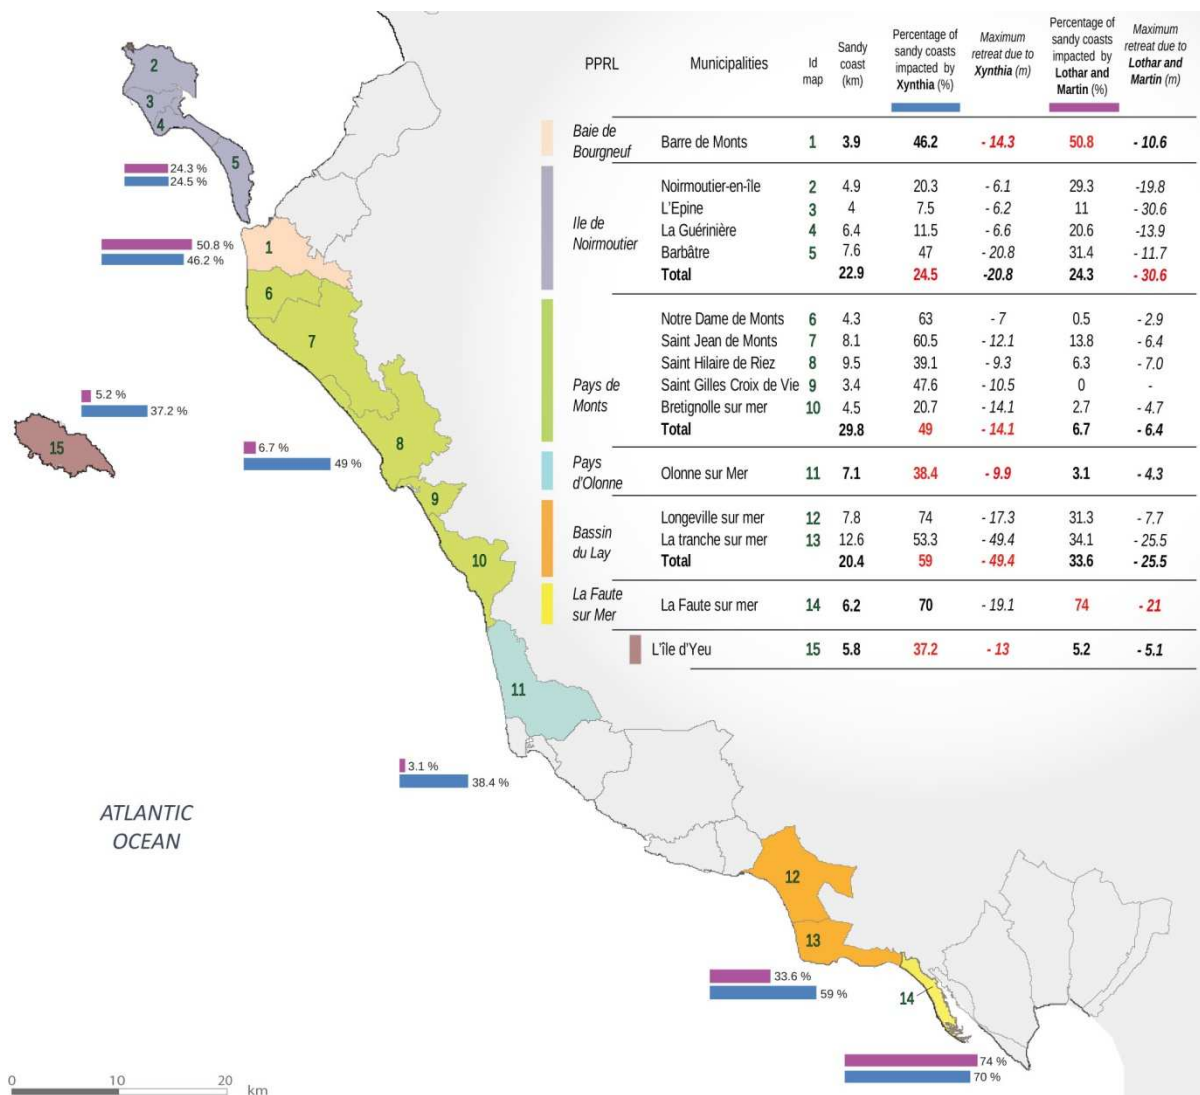 PPRL Municipalities Id map Sandy coast (km) Percentage of sandy coasts impacted by Xynthia (%) Maximum retreat due to Xynthia (m) Percentage of sandy coasts impacted by Lothar and Martin (%) Maximum retreat due to Lothar and Martin (m)
Baie de Bourgneuf Barre de Monts 1 3.9 46.2 - 14.3 50.8 - 10.6
Ile de Noirmoutier
Noirmoutier-en-île 2 4.9 20.3 - 6.1 29.3 -19.8
L'Epine 3 4 7.5 - 6.2 11 - 30.6
La Guérinière 4 6.4 11.5 - 6.6 20.6 -13.9
Barbâtre 5 7.6 47 - 20.8 31.4 - 11.7
Total 22.9 24.5 -20.8 24.3 - 30.6
Pays de Monts
Notre Dame de Monts 6 4.3 63 - 7 0.5 - 2.9
Saint Jean de Monts 7 8.1 60.5 - 12.1 13.8 - 6.4
Saint Hilaire de Riez 8 9.5 39.1 - 9.3 6.3 - 7.0
Saint Gilles Croix de Vie 9 3.4 47.6 - 10.5 0 -
Bretignolle sur mer 10 4.5 20.7 - 14.1 2.7 - 4.7
Total 29.8 49 - 14.1 6.7 - 6.4
Pays d'Olonne Olonne sur Mer 11 7.1 38.4 - 9.9 3.1 - 4.3
Bassin du Lay
Longeville sur mer 12 7.8 74 - 17.3 31.3 - 7.7
La tranche sur mer 13 12.6 53.3 - 49.4 34.1 - 25.5
Total 20.4 59 - 49.4 33.6 - 25.5
La Faute sur Mer La Faute sur mer 14 6.2 70 - 19.1 74 - 21
L'île d'Yeu 15 5.8 37.2 - 13 5.2 - 5.1
2
3
4
5
24.3 %
24.5 %
1
50.8 %
46.2 %
6
7
5.2 %
37.2 %
15
8
6.7 %
49 %
9
10
11
3.1 %
38.4 %
ATLANTIC
OCEAN
12
13
33.6 %
59 %
14
74 %
70 %
0 10 20 km